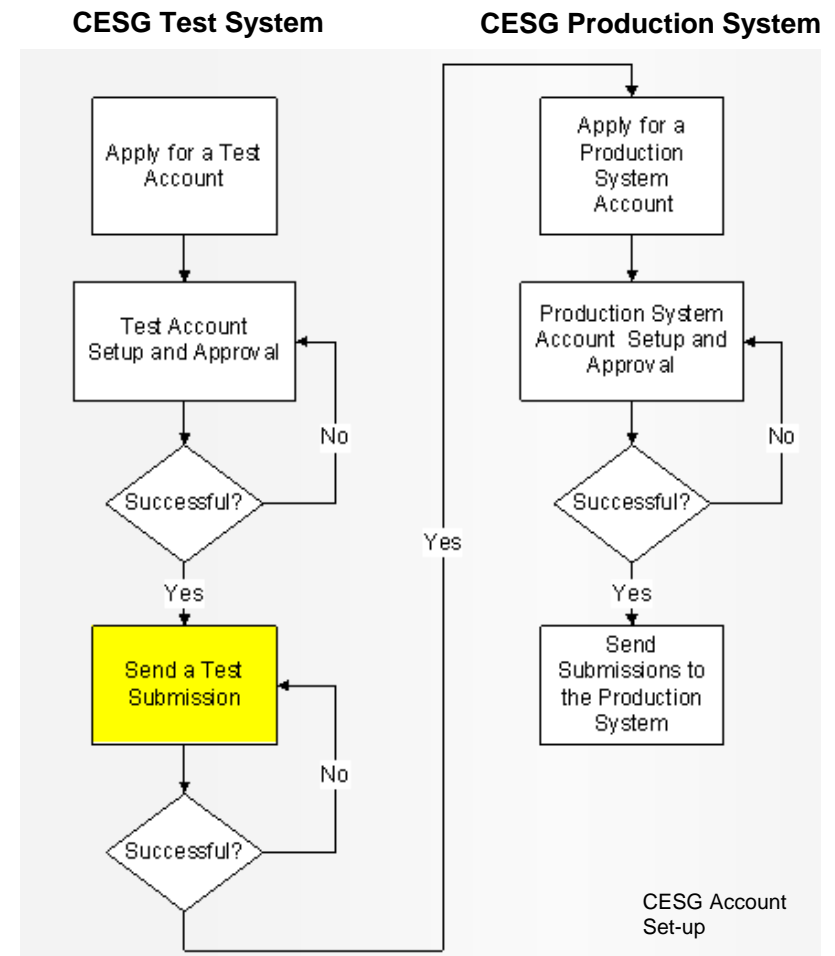 CESG Test System
CESG Production System
Apply for a Test
Account
Test Account
Setup and Approval
No
Successful?
Yes
Send a Test
Submission
No
Successful?
Yes
Apply for a
Production
System
Account
Production System
Account Setup and
Approval
No
Successful?
Yes
Send
Submissions to
the Production
System
CESG Account
Set-up